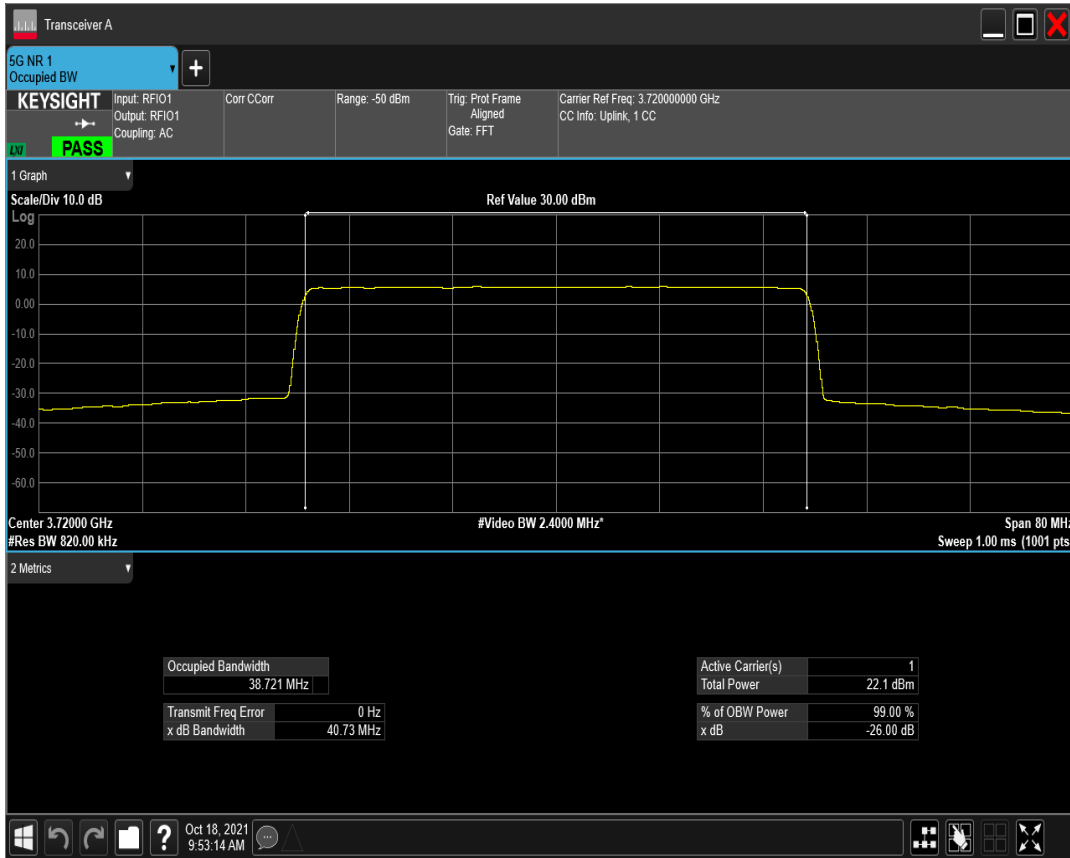 Transceiver A
5G NR 1
Occupied BW
KEYSIGHT
LXI
PASS
Input: RFIO1
Output: RFIO1
Coupling: AC
Corr CCorr
Range: -50 dBm
Trig: Prot Frame
Aligned
Gate: FFT
Carrier Ref Freq: 3.720000000 GHz
CC Info: Uplink, 1 CC
1 Graph
Scale/Div 10.0 dB
Ref Value 30.00 dBm
Log
20.0
10.0
0.00
-10.0
-20.0
-30.0
-40.0
-50.0
-60.0
Center 3.72000 GHz
#Video BW 2.4000 MHz*
Span 80 MHz
#Res BW 820.00 kHz
Sweep 1.00 ms (1001 pts
2 Metrics
Occupied Bandwidth
38.721 MHz
Transmit Freq Error 0 Hz
x dB Bandwidth 40.73 MHz
Active Carrier(s) 1
Total Power 22.1 dBm
% of OBW Power 99.00 %
x dB -26.00 dB
?
Oct 18, 2021
9:53:14 AM